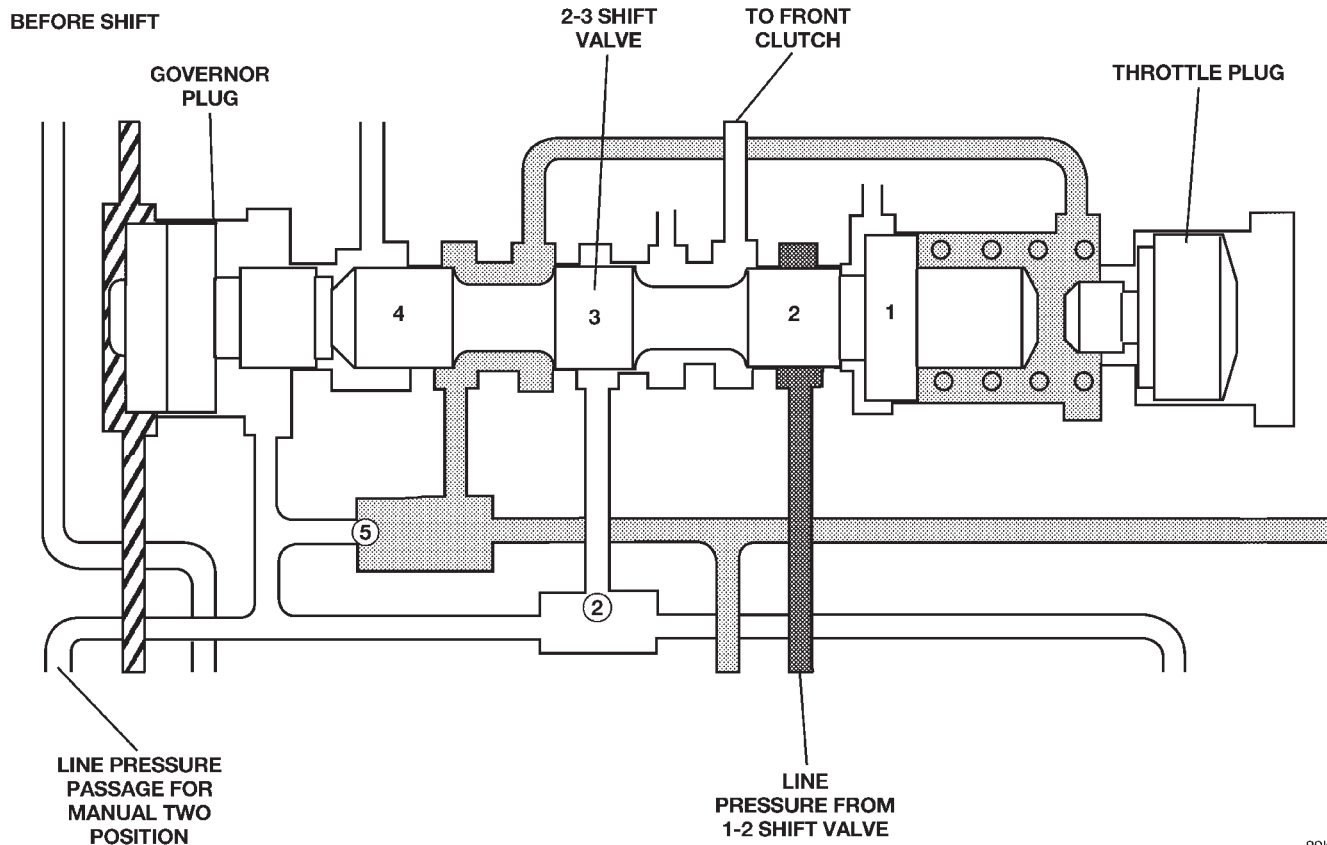 BEFORE SHIFT
2-3 SHIFT
VALVE
TO FRONT
CLUTCH
GOVERNOR
PLUG
THROTTLE PLUG
4
3
2
1
5
2
LINE PRESSURE
PASSAGE FOR
MANUAL TWO
POSITION
LINE
PRESSURE FROM
1-2 SHIFT VALVE